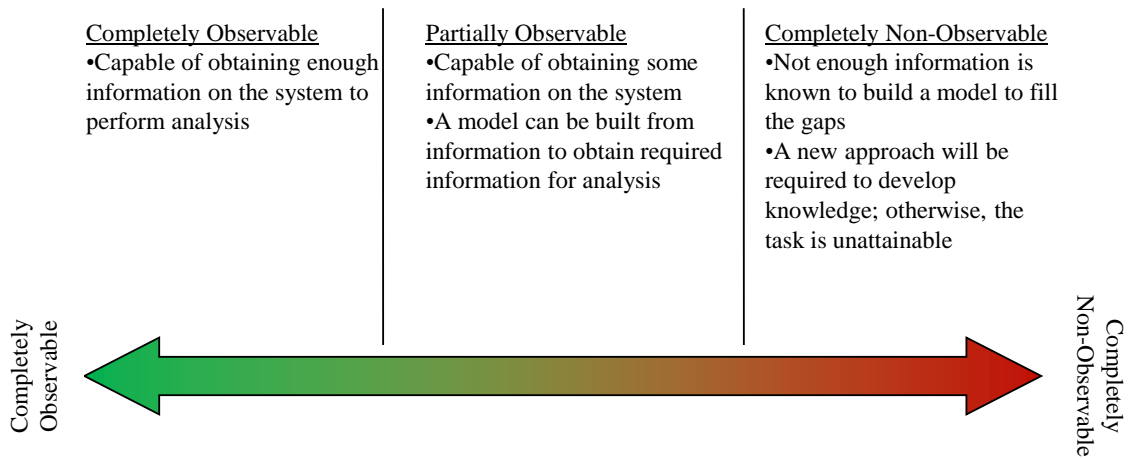 Completely Observable
•Capable of obtaining enough
information on the system to
perform analysis
Partially Observable
•Capable of obtaining some
information on the system
•A model can be built from
information to obtain required
information for analysis
Completely Non-Observable
•Not enough information is
known to build a model to fill
the gaps
•A new approach will be
required to develop
knowledge; otherwise, the
task is unattainable
Completely
Observable
Completely
Non-Observable